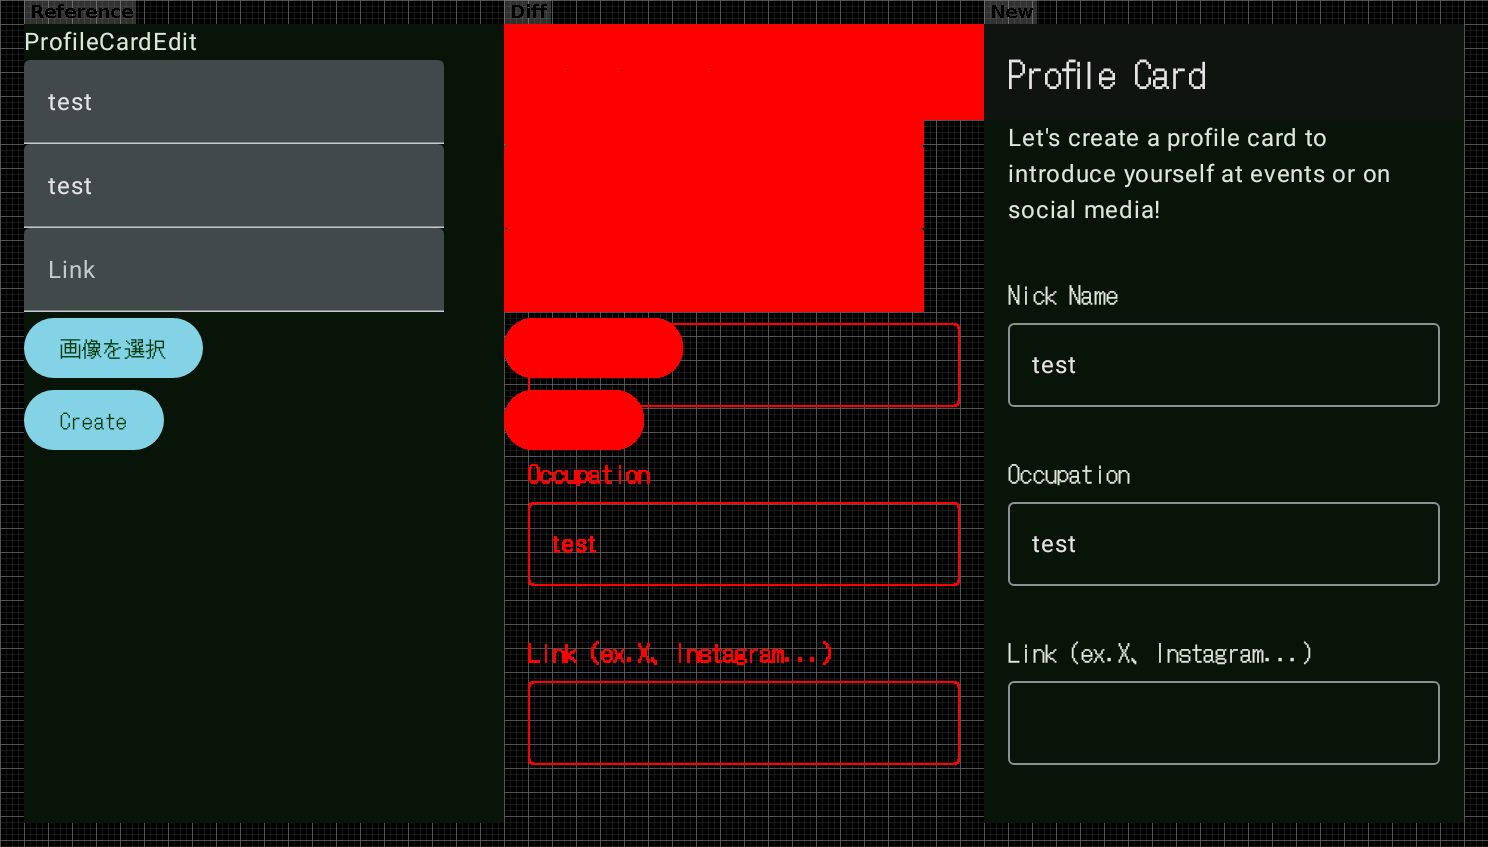 Reference
ProfileCardEdit
test
test
Link
画像を選択
Create
Diff
Occupation
test
Link (ex.X、Instagram...)
New
Profile Card
Let's create a profile card to
introduce yourself at events or on
social media!
Nick Name
test
Occupation
test
Link (ex.X、Instagram...)